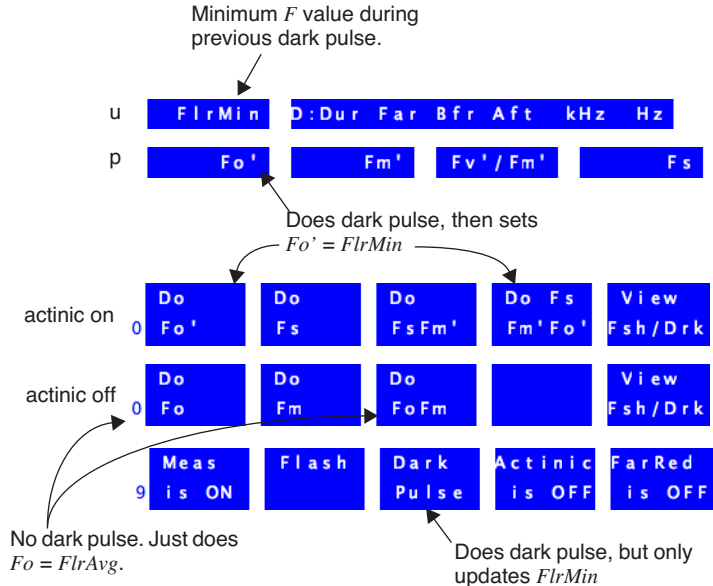 Minimum F value during
previous dark pulse.
u FlrMin D:Dur Far Bfr Aft kHz Hz
p Fo' Fm' Fv'/Fm' Fs
Does dark pulse, then sets
Fo' = FlrMin
actinic on
0
Do
Fo'
Do
Fs
Do
FsFm'
Do Fs
Fm'Fo'
View
Fsh/Drk
actinic off
0
Do
Fo
Do
Fm
Do
FoFm
View
Fsh/Drk
9
Meas
is ON
Flash
Dark
Pulse
Actinic
is OFF
FarRed
is OFF
No dark pulse. Just does
Fo = FlrAvg.
Does dark pulse, but only
updates FlrMin